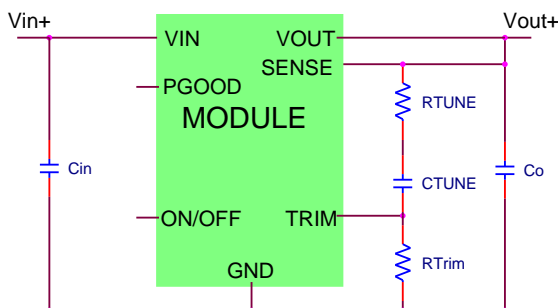 Vin+
Vout+
VIN
VOUT
SENSE
PGOOD
MODULE
RTUNE
Cin
CTUNE
Co
ON/OFF
TRIM
RTrim
GND